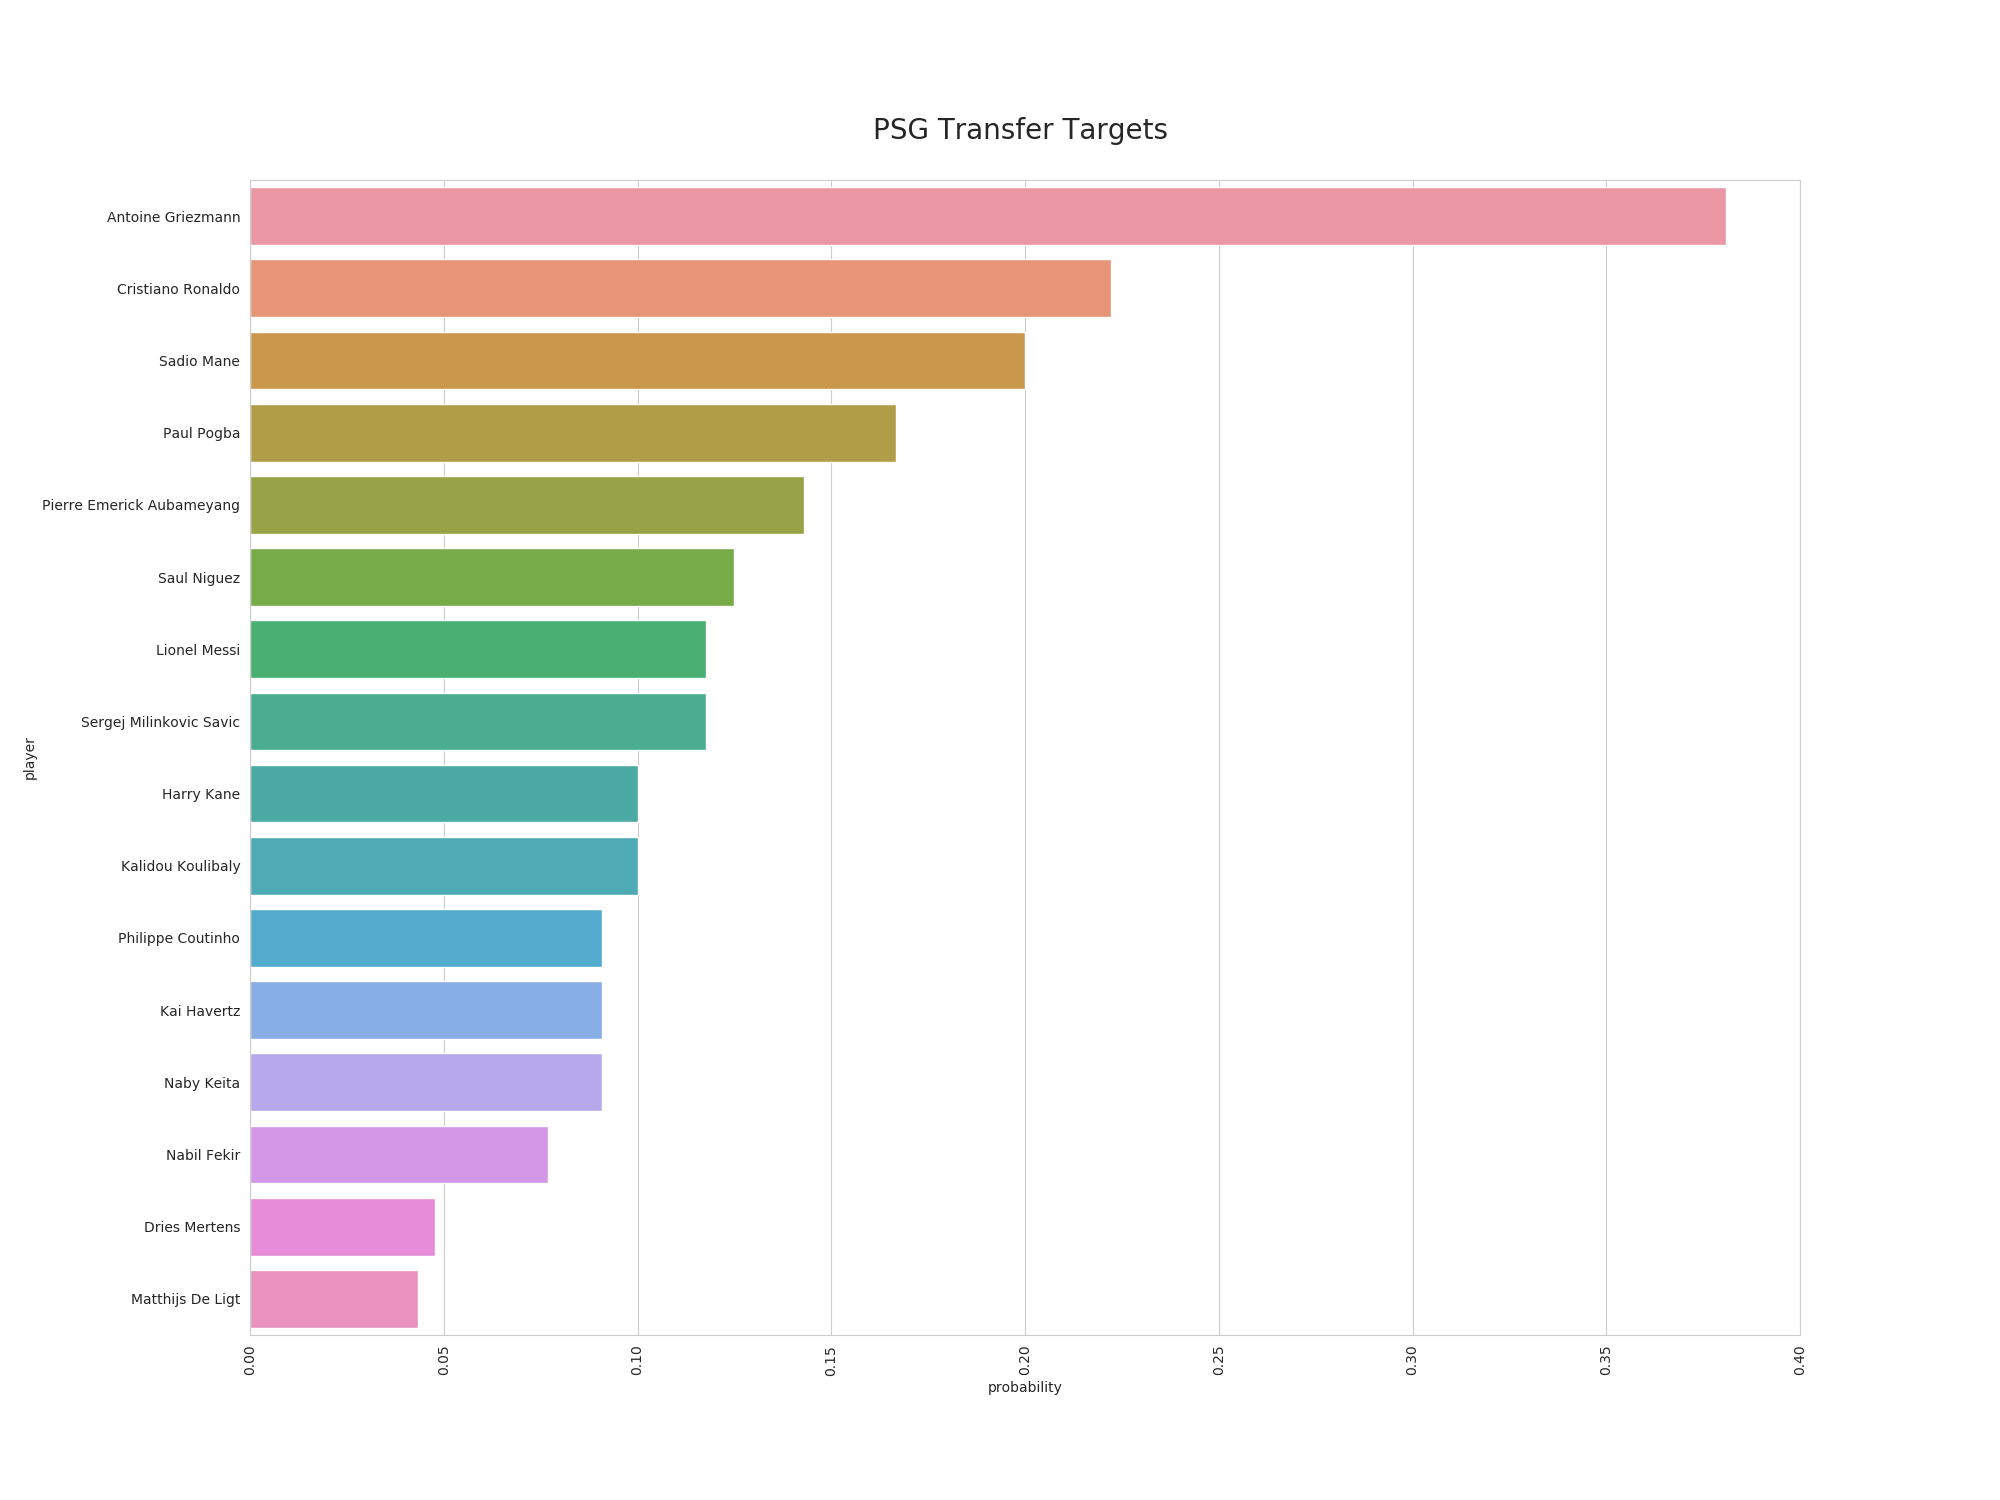 PSG Transfer Targets
Antoine Griezmann
Cristiano Ronaldo
Sadio Mane
Paul Pogba
Pierre Emerick Aubameyang
Saul Niguez
Lionel Messi
Sergej Milinkovic Savic
Harry Kane
Kalidou Koulibaly
Philippe Coutinho
Kai Havertz
Naby Keita
Nabil Fekir
Dries Mertens
Matthijs De Ligt
player
0.00
0.05
0.10
0.15
0.20
0.25
0.30
0.35
0.40
probability